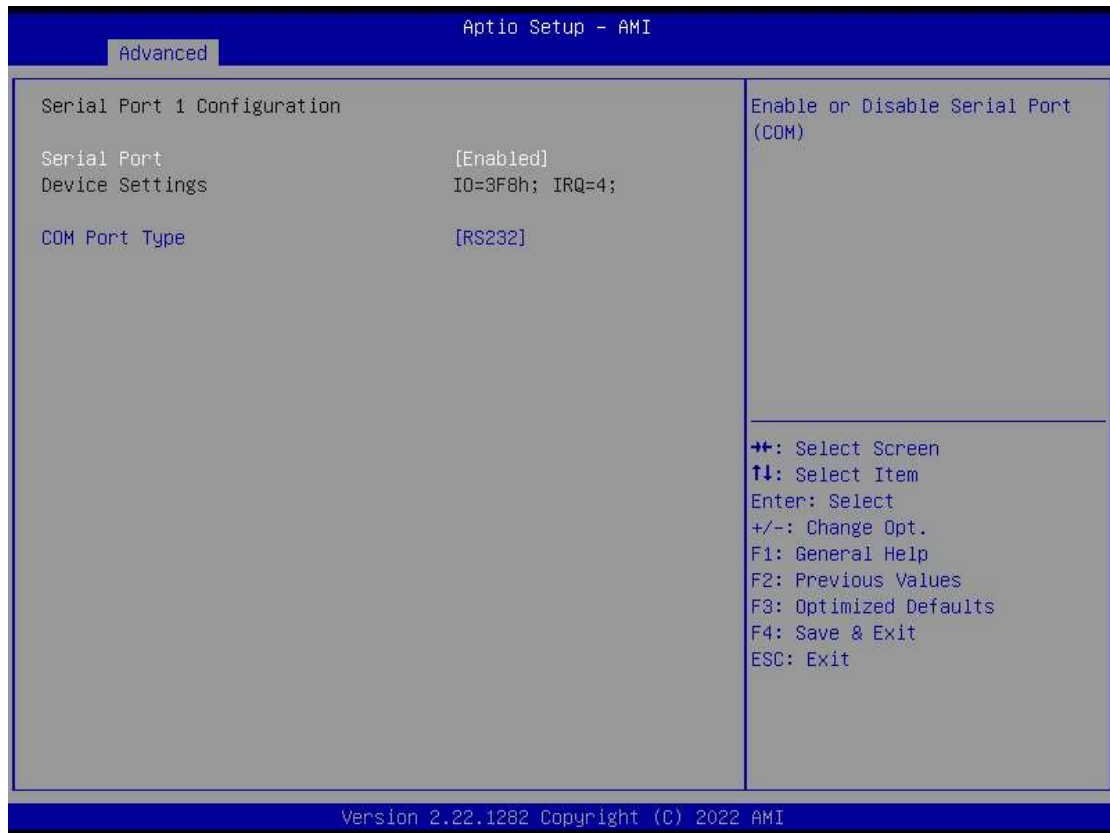 Aptio Setup – AMI
Advanced
Serial Port 1 Configuration
Serial Port [Enabled]
Device Settings IO=3F8h; IRQ=4;
COM Port Type [RS232]
Enable or Disable Serial Port
(COM)
→←: Select Screen
↑↓: Select Item
Enter: Select
+/-: Change Opt.
F1: General Help
F2: Previous Values
F3: Optimized Defaults
F4: Save & Exit
ESC: Exit
Version 2.22.1282 Copyright (C) 2022 AMI